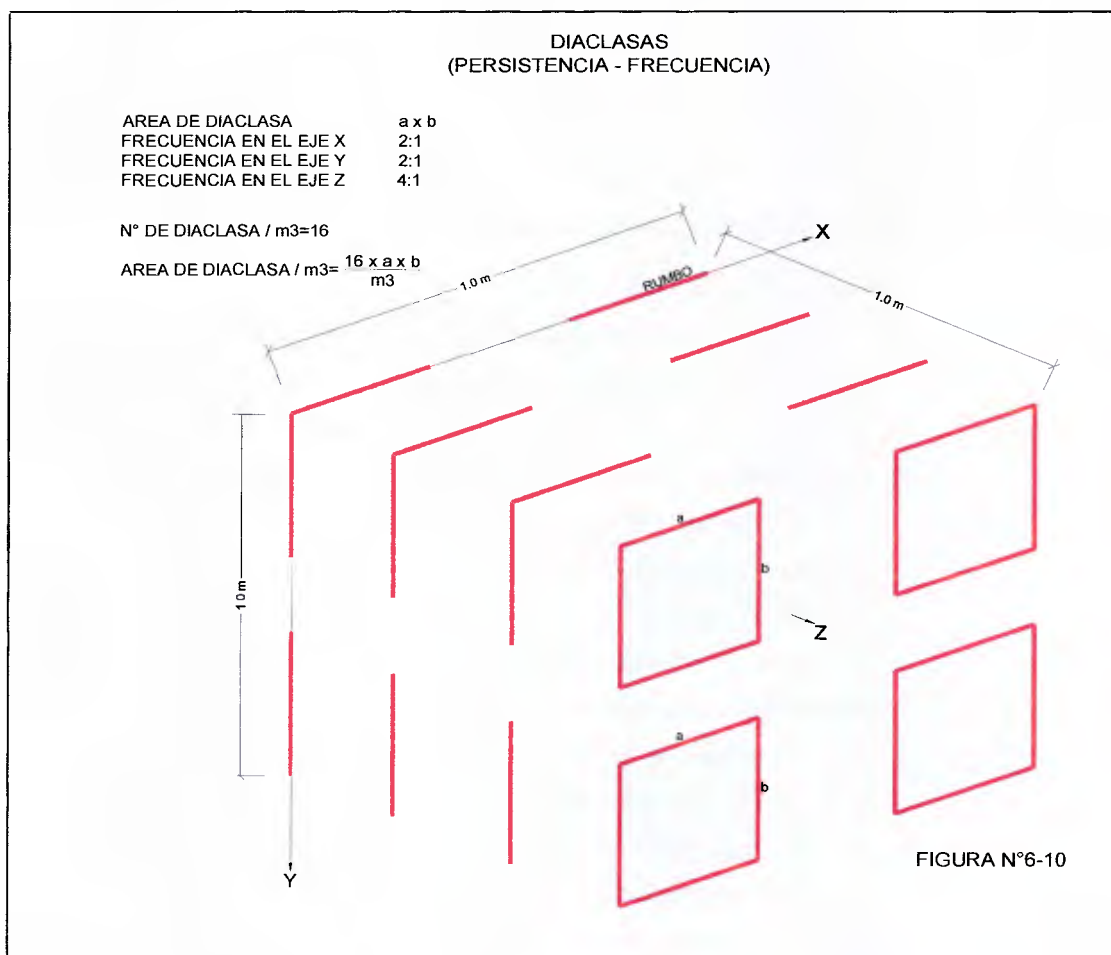 DIACLASAS
(PERSISTENCIA - FRECUENCIA)
AREA DE DIACLASA a x b
FRECUENCIA EN EL EJE X 2:1
FRECUENCIA EN EL EJE Y 2:1
FRECUENCIA EN EL EJE Z 4:1
N° DE DIACLASA / m3=16
AREA DE DIACLASA / m3= 16 x a x b
m3
1.0 m
RUMBO
X
1.0 m
a
b
10 m
Z
a
b
FIGURA N°6-10
Y